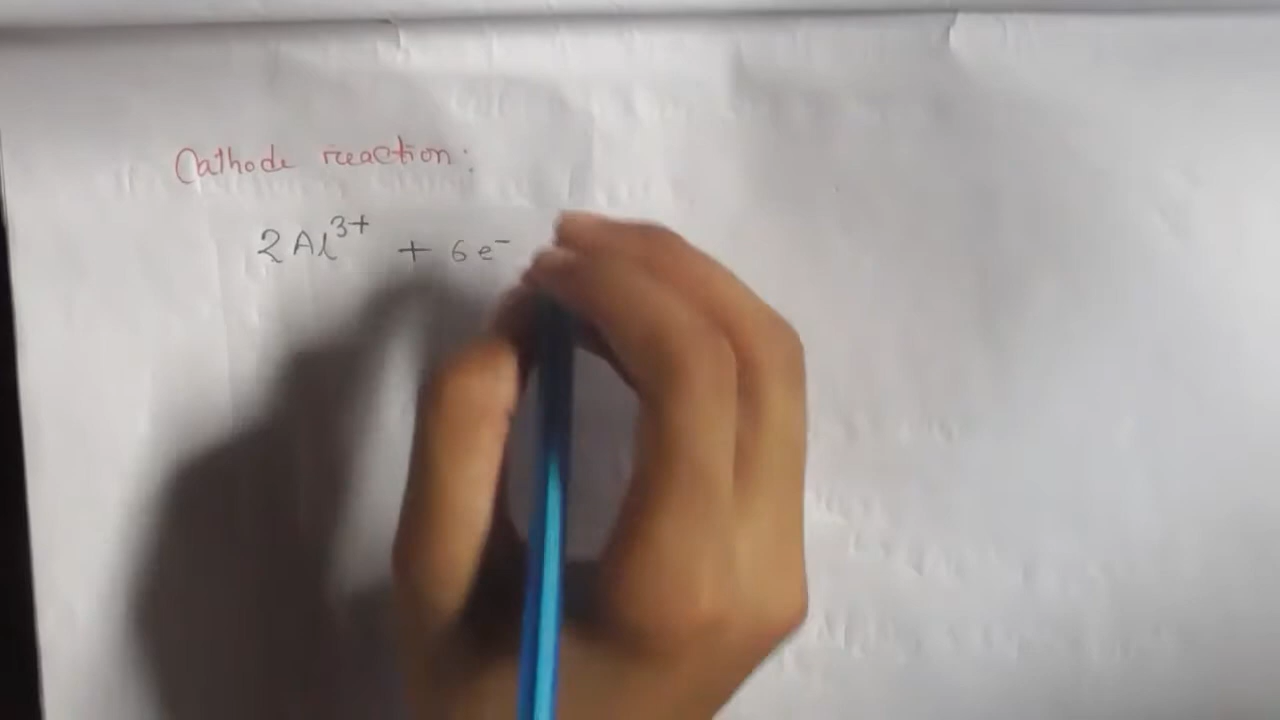 Cathode reaction:
2Al³⁺ + 6e⁻